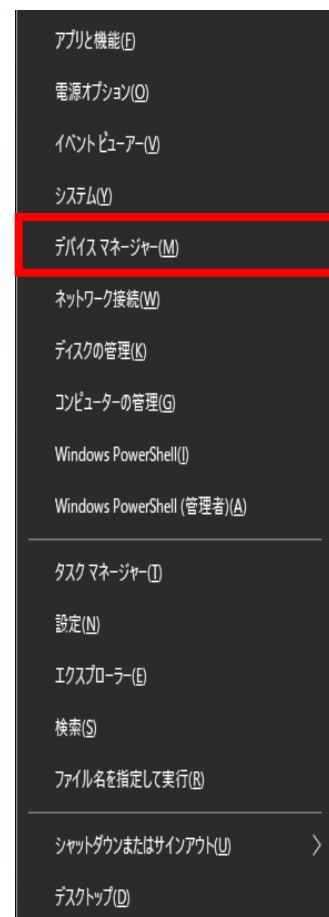 アプリと機能(F)
電源オプション(O)
イベント ビューアー(V)
システム(Y)
デバイス マネージャー(M)
ネットワーク接続(W)
ディスクの管理(K)
コンピューターの管理(G)
Windows PowerShell(I)
Windows PowerShell (管理者)(A)
タスク マネージャー(T)
設定(N)
エクスプローラー(E)
検索(S)
ファイル名を指定して実行(R)
シャットダウンまたはサインアウト(U)
デスクトップ(D)